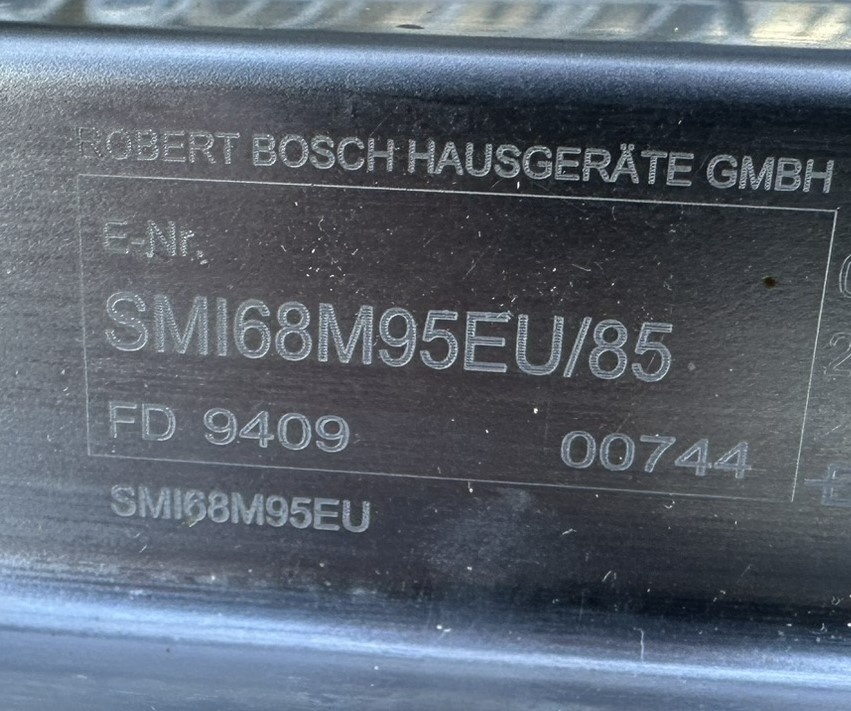 ROBERT BOSCH HAUSGERÄTE GMBH
E-Nr.
SMI68M95EU/85
FD 9409 00744
SMI68M95EU